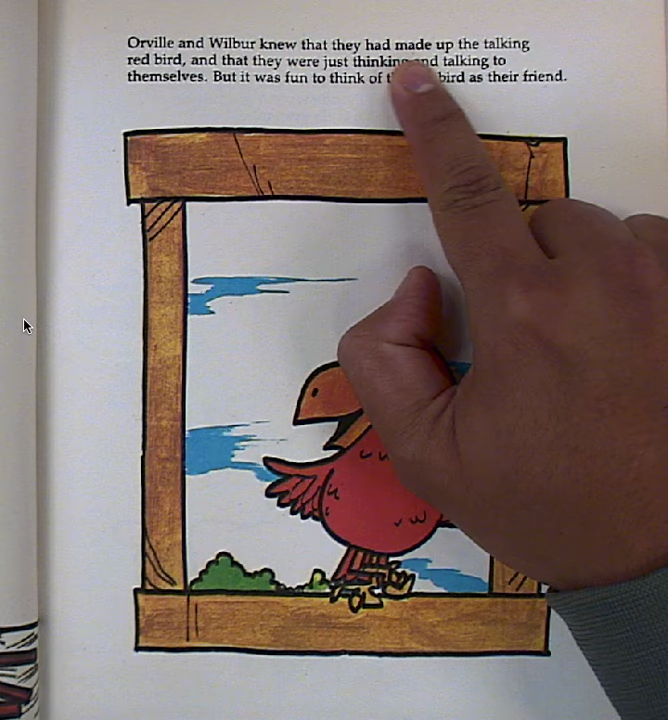 Orville and Wilbur knew that they had made up the talking
red bird, and that they were just thinking and talking to
themselves. But it was fun to think of bird as their friend.